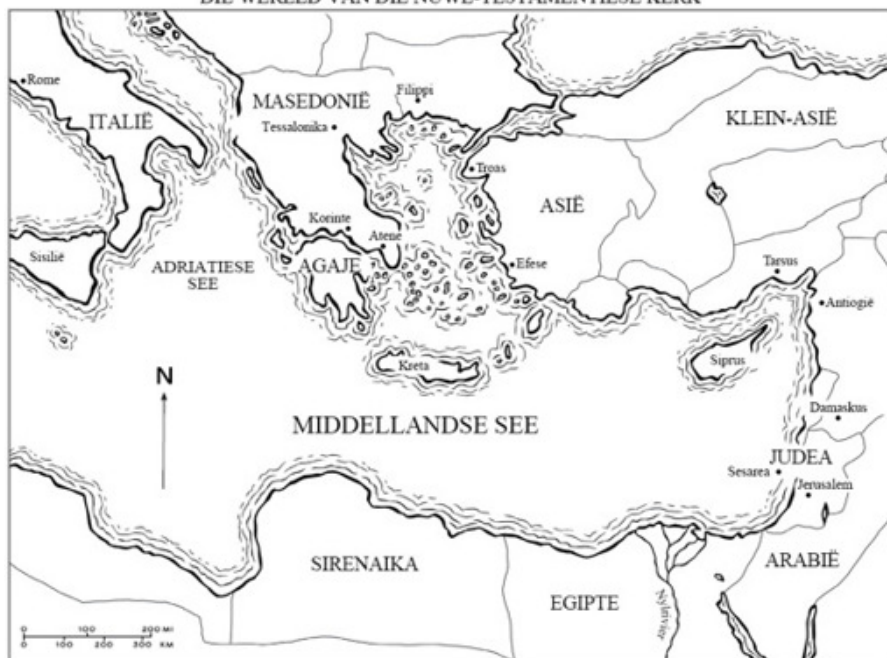 DIE WÊRELD VAN DIE NUWE-TESTAMENTIESE KERK
Rome
ITALIË
MASEDONIË
Filippi
Tessalonika
KLEIN-ASIË
Troas
ASIË
Korinte
Atene
Sisilië
ADRIATIESE
SEE
AGAJE
Efese
Tarsus
Antiogië
Kreta
Siprus
N
MIDDELLANDSE SEE
Damaskus
JUDEA
Sesarea
Jerusalem
SIRENAIKA
ARABIË
EGIPTE
Nylrivier
0 100 200 MI
0 100 200 300 KM